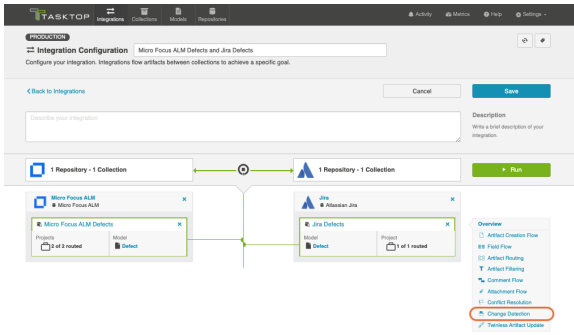 TASKTOP
Integrations Collections Models Repositories
Activity Metrics Help Settings
PRODUCTION
Integration Configuration Micro Focus ALM Defects and Jira Defects
Configure your integration. Integrations flow artifacts between collections to achieve a specific goal.
Back to Integrations Cancel Save
Describe your integration
Description
Write a brief description of your
integration.
1 Repository - 1 Collection 1 Repository - 1 Collection Run
Micro Focus ALM × Jira ×
Micro Focus ALM Atlassian Jira
Micro Focus ALM Defects × Jira Defects ×
Projects Model Model Project
2 of 2 routed Defect Defect 1 of 1 routed
Overview
Artifact Creation Flow
Field Flow
Artifact Routing
Artifact Filtering
Comment Flow
Attachment Flow
Conflict Resolution
Change Detection
Twinless Artifact Update